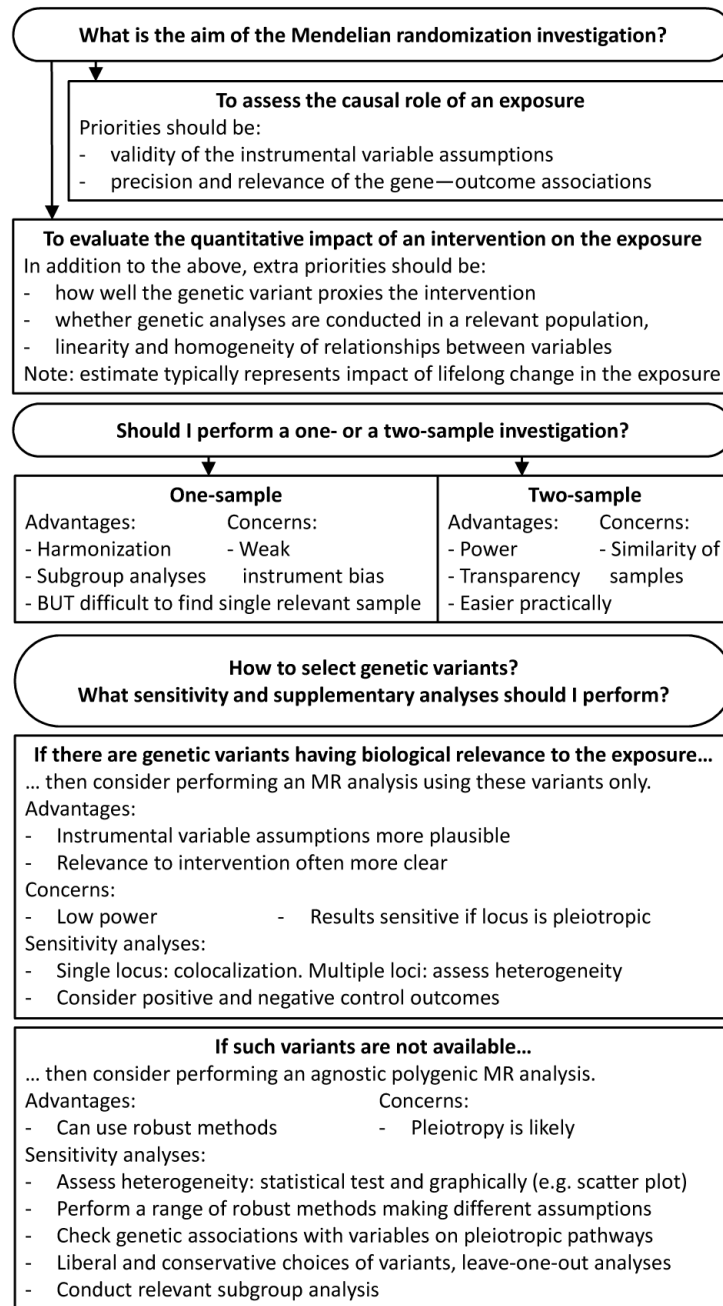 What is the aim of the Mendelian randomization investigation?
To assess the causal role of an exposure
Priorities should be:
- validity of the instrumental variable assumptions
- precision and relevance of the gene—outcome associations
To evaluate the quantitative impact of an intervention on the exposure
In addition to the above, extra priorities should be:
- how well the genetic variant proxies the intervention
- whether genetic analyses are conducted in a relevant population,
- linearity and homogeneity of relationships between variables
Note: estimate typically represents impact of lifelong change in the exposure
Should I perform a one- or a two-sample investigation?
One-sample
Advantages:
- Harmonization
- Subgroup analyses
Concerns:
- Weak
instrument bias
- BUT difficult to find single relevant sample
Two-sample
Advantages:
- Power
- Transparency
- Easier practically
Concerns:
- Similarity of
samples
How to select genetic variants?
What sensitivity and supplementary analyses should I perform?
If there are genetic variants having biological relevance to the exposure...
... then consider performing an MR analysis using these variants only.
Advantages:
- Instrumental variable assumptions more plausible
- Relevance to intervention often more clear
Concerns:
- Low power - Results sensitive if locus is pleiotropic
Sensitivity analyses:
- Single locus: colocalization. Multiple loci: assess heterogeneity
- Consider positive and negative control outcomes
If such variants are not available...
... then consider performing an agnostic polygenic MR analysis.
Advantages:
- Can use robust methods
Concerns:
- Pleiotropy is likely
Sensitivity analyses:
- Assess heterogeneity: statistical test and graphically (e.g. scatter plot)
- Perform a range of robust methods making different assumptions
- Check genetic associations with variables on pleiotropic pathways
- Liberal and conservative choices of variants, leave-one-out analyses
- Conduct relevant subgroup analysis